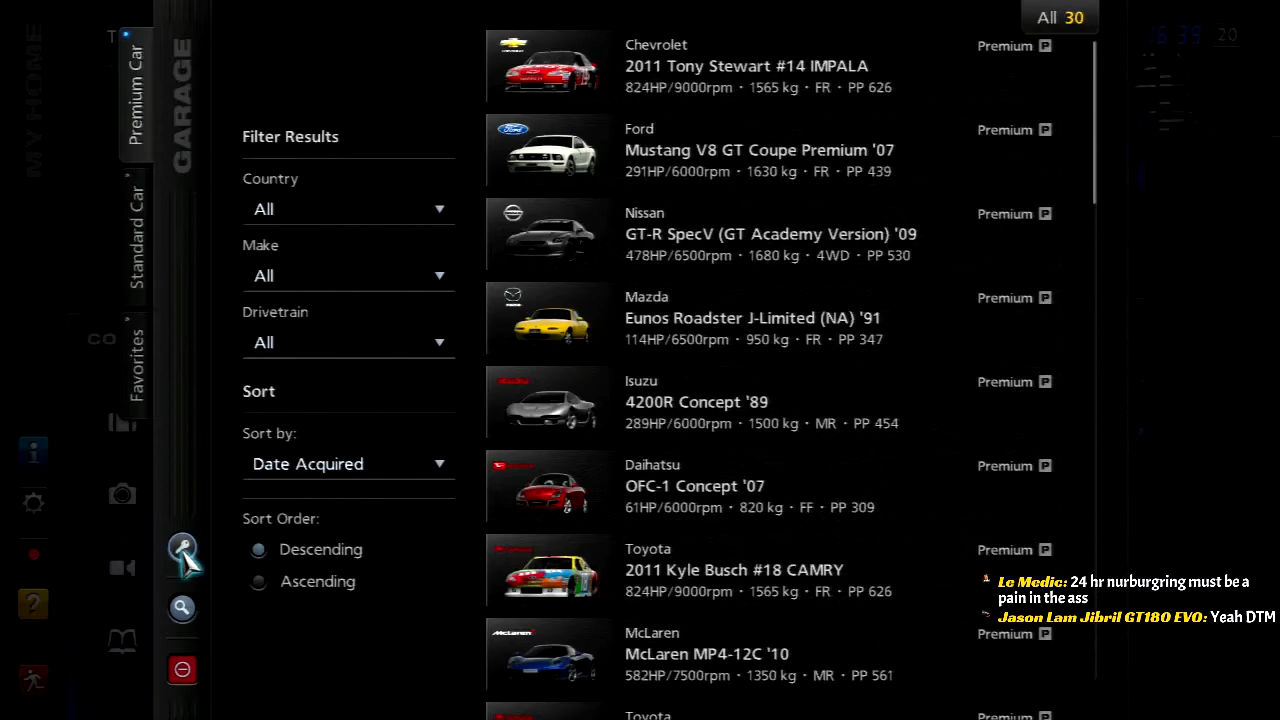 MY HOME
Premium Car
Standard Car
Favorites
GARAGE
All 30
20
Filter Results
Country
All
Make
All
Drivetrain
All
Sort
Sort by:
Date Acquired
Sort Order:
Descending
Ascending
Chevrolet
2011 Tony Stewart #14 IMPALA
824HP/9000rpm · 1565 kg · FR · PP 626
Premium P
Ford
Mustang V8 GT Coupe Premium '07
291HP/6000rpm · 1630 kg · FR · PP 439
Premium P
Nissan
GT-R SpecV (GT Academy Version) '09
478HP/6500rpm · 1680 kg · 4WD · PP 530
Premium P
Mazda
Eunos Roadster J-Limited (NA) '91
114HP/6500rpm · 950 kg · FR · PP 347
Premium P
Isuzu
4200R Concept '89
289HP/6000rpm · 1500 kg · MR · PP 454
Premium P
Daihatsu
OFC-1 Concept '07
61HP/6000rpm · 820 kg · FF · PP 309
Premium P
Toyota
2011 Kyle Busch #18 CAMRY
824HP/9000rpm · 1565 kg · FR · PP 626
Premium P
McLaren
McLaren MP4-12C '10
582HP/7500rpm · 1350 kg · MR · PP 561
Premium P
Toyota
Premium P
Le Medic: 24 hr nurburgring must be a
pain in the ass
Jason Lam Jibril GT180 EVO: Yeah DTM